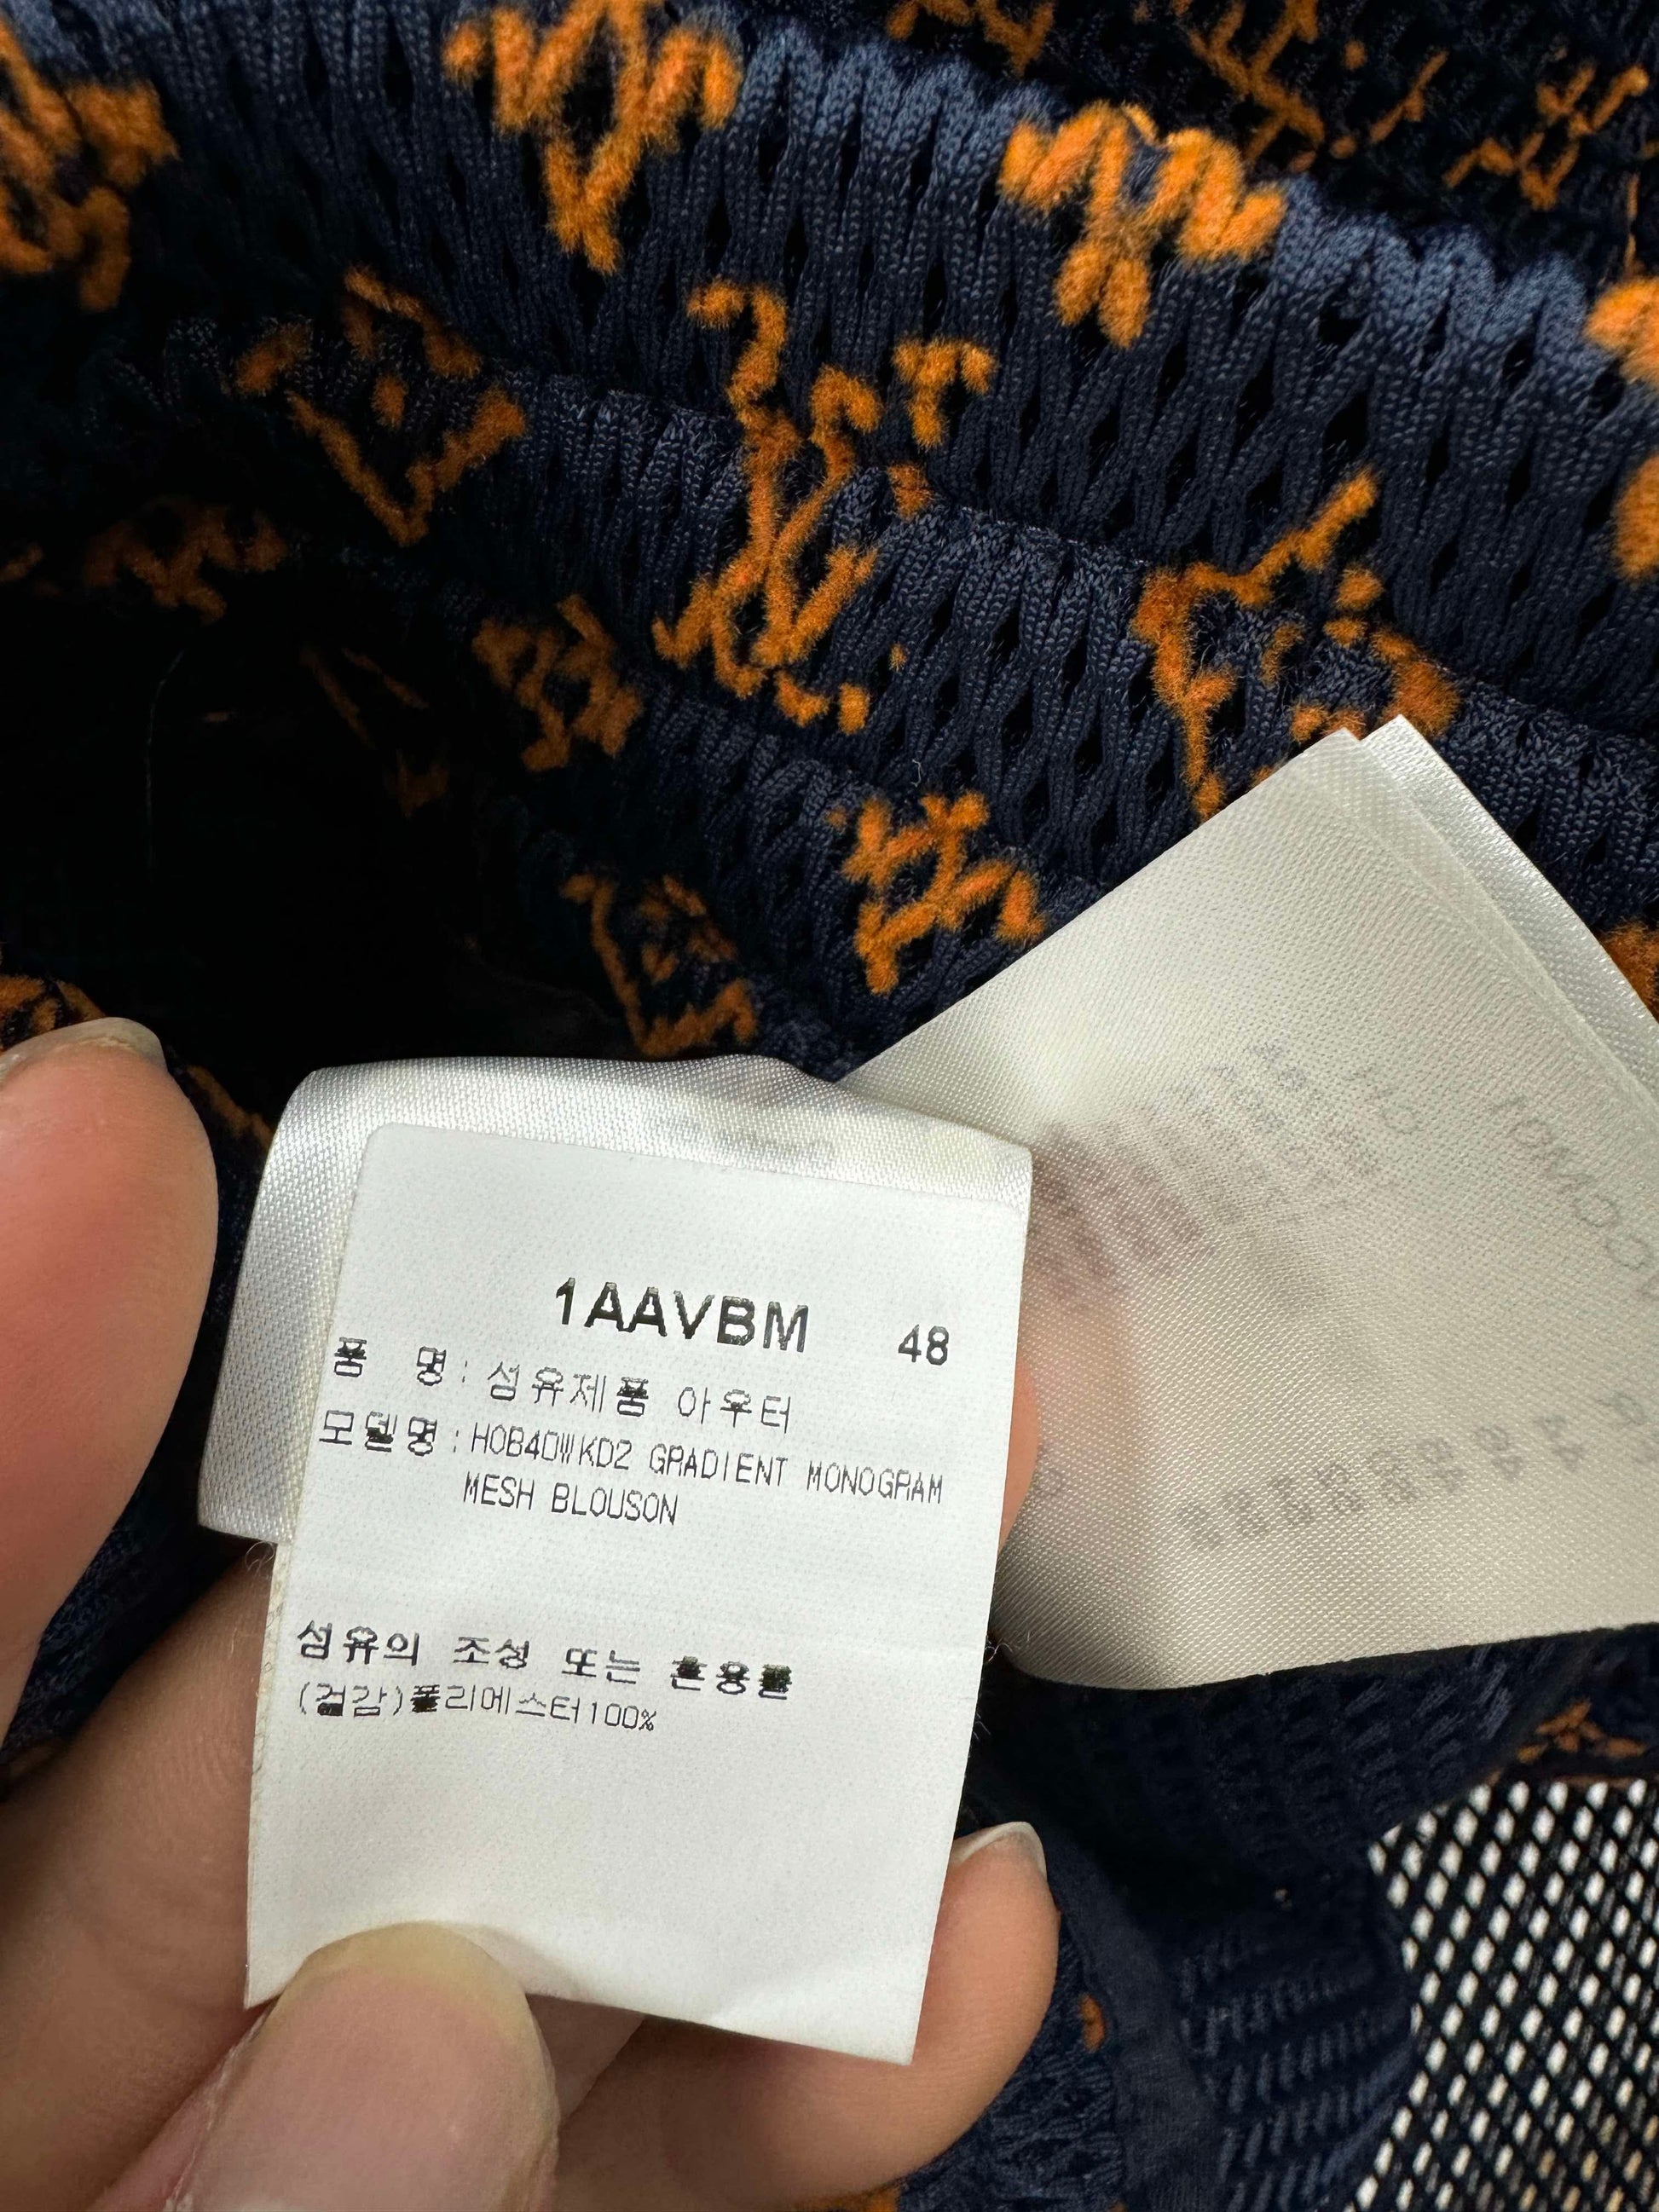 1AAVBM 48
품 명 : 섬유제품 아우터
모델명 : HOB40WKD2 GRADIENT MONOGRAM
MESH BLOUSON
섬유의 조성 또는 혼용률
(겉감)폴리에스터100%